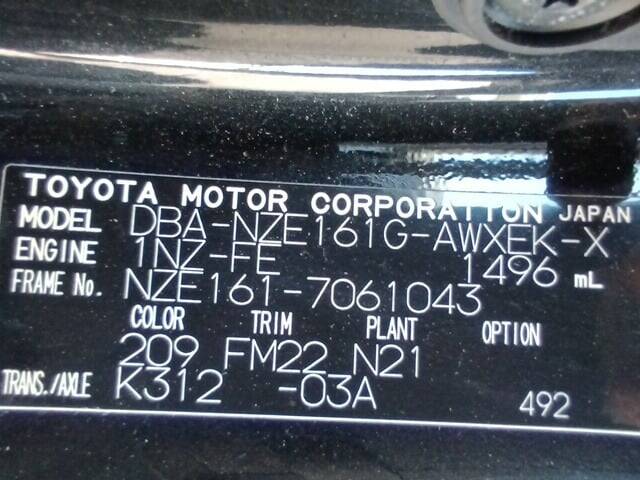 TOYOTA MOTOR CORPORATION JAPAN
MODEL DBA-NZE161G-AWXEK-X
ENGINE 1NZ-FE 1496 mL
FRAME No. NZE161-7061043
COLOR TRIM PLANT OPTION
209 FM22 N21
TRANS./AXLE K312 -03A 492